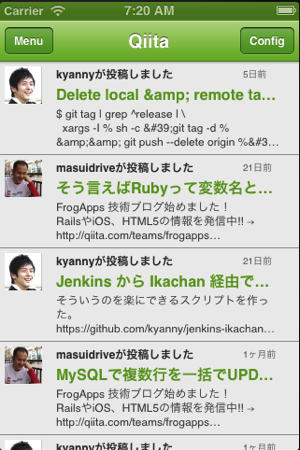 Carrier 7:20 AM
Menu Qiita Config
kyannyが投稿しました 5日前
Delete local &amp; remote ta...
$ git tag | grep ^release | \
xargs -I % sh -c &#39;git tag -d %
&amp;&amp; git push --delete origin %&#3...
masuidriveが投稿しました 21日前
そう言えばRubyって変数名と...
FrogApps 技術ブログ始めました！
RailsやiOS、HTML5の情報を発信中!! →
http://qiita.com/teams/frogapps...
kyannyが投稿しました 21日前
Jenkins から Ikachan 経由で...
そういうのを楽にできるスクリプトを作っ
た。
https://github.com/kyanny/jenkins-ikachan...
masuidriveが投稿しました 1ヶ月前
MySQLで複数行を一括でUPD...
FrogApps 技術ブログ始めました！
RailsやiOS、HTML5の情報を発信中!! →
http://qiita.com/teams/frogapps...
kyannyが投稿しました 1ヶ月前